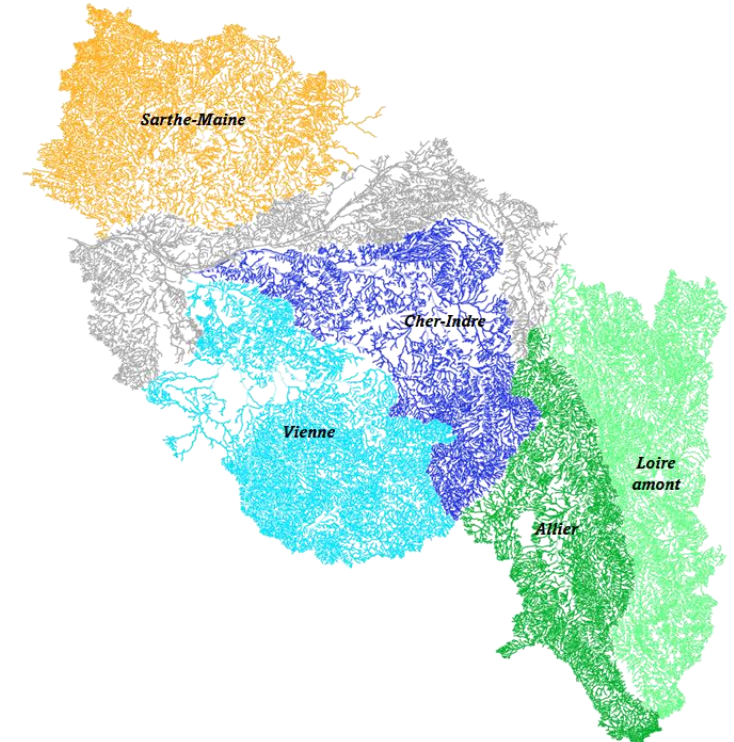 Sarthe-Maine
Cher-Indre
Vienne
Loire
amont
Allier